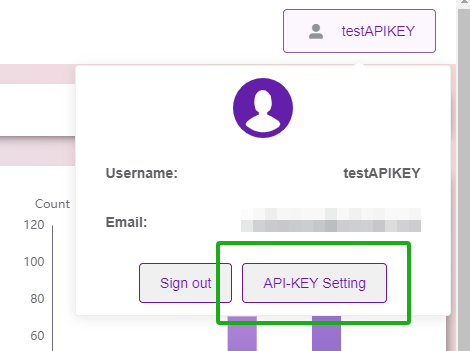 testAPIKEY
Username: testAPIKEY
Email:
Count
120
100
80
60
Sign out API-KEY Setting